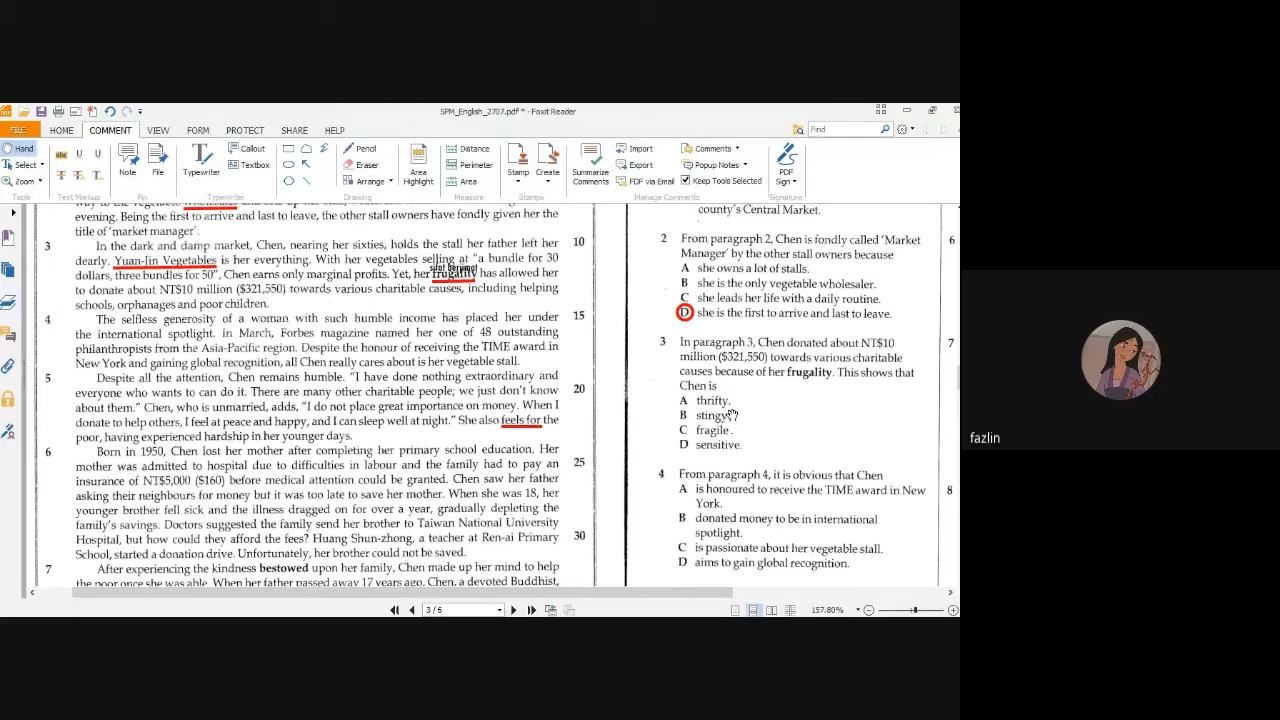 SPM_English_2707.pdf * - Foxit Reader
FILE HOME COMMENT VIEW FORM PROTECT SHARE HELP
Find
Hand
Select
Zoom
Tools
Text Markup
Note
File
Pin
Typewriter
Callout
Textbox
Typewriter
Pencil
Eraser
Arrange
Drawing
Area Highlight
Distance
Perimeter
Area
Measure
Stamp
Create
Stamps
Summarize Comments
Import
Export
PDF via Email
Comments
Popup Notes
Keep Tools Selected
Manage Comments
PDF Sign
Signature
evening. Being the first to arrive and last to leave, the other stall owners have fondly given her the
title of 'market manager'.
3 In the dark and damp market, Chen, nearing her sixties, holds the stall her father left her 10
dearly. Yuan-Jin Vegetables is her everything. With her vegetables selling at "a bundle for 30
sifat berjimat
dollars, three bundles for 50", Chen earns only marginal profits. Yet, her frugality has allowed her
to donate about NT$10 million ($321,550) towards various charitable causes, including helping
schools, orphanages and poor children.
4 The selfless generosity of a woman with such humble income has placed her under 15
the international spotlight. In March, Forbes magazine named her one of 48 outstanding
philanthropists from the Asia-Pacific region. Despite the honour of receiving the TIME award in
New York and gaining global recognition, all Chen really cares about is her vegetable stall.
5 Despite all the attention, Chen remains humble. "I have done nothing extraordinary and
everyone who wants to can do it. There are many other charitable people; we just don't know 20
about them." Chen, who is unmarried, adds, "I do not place great importance on money. When I
donate to help others, I feel at peace and happy, and I can sleep well at night." She also feels for the
poor, having experienced hardship in her younger days.
6 Born in 1950, Chen lost her mother after completing her primary school education. Her
mother was admitted to hospital due to difficulties in labour and the family had to pay an 25
insurance of NT$5,000 ($160) before medical attention could be granted. Chen saw her father
asking their neighbours for money but it was too late to save her mother. When she was 18, her
younger brother fell sick and the illness dragged on for over a year, gradually depleting the
family's savings. Doctors suggested the family send her brother to Taiwan National University
Hospital, but how could they afford the fees? Huang Shun-zhong, a teacher at Ren-ai Primary 30
School, started a donation drive. Unfortunately, her brother could not be saved.
7 After experiencing the kindness bestowed upon her family, Chen made up her mind to help
the poor once she was able. When her father passed away 17 years ago, Chen, a devoted Buddhist,
county's Central Market.
2 From paragraph 2, Chen is fondly called 'Market 6
Manager' by the other stall owners because
A she owns a lot of stalls.
B she is the only vegetable wholesaler.
C she leads her life with a daily routine.
D she is the first to arrive and last to leave.
3 In paragraph 3, Chen donated about NT$10 7
million ($321,550) towards various charitable
causes because of her frugality. This shows that
Chen is
A thrifty.
B stingy.
C fragile.
D sensitive.
4 From paragraph 4, it is obvious that Chen
A is honoured to receive the TIME award in New 8
York.
B donated money to be in international
spotlight.
C is passionate about her vegetable stall.
D aims to gain global recognition.
3 / 6
157.80%
fazlin